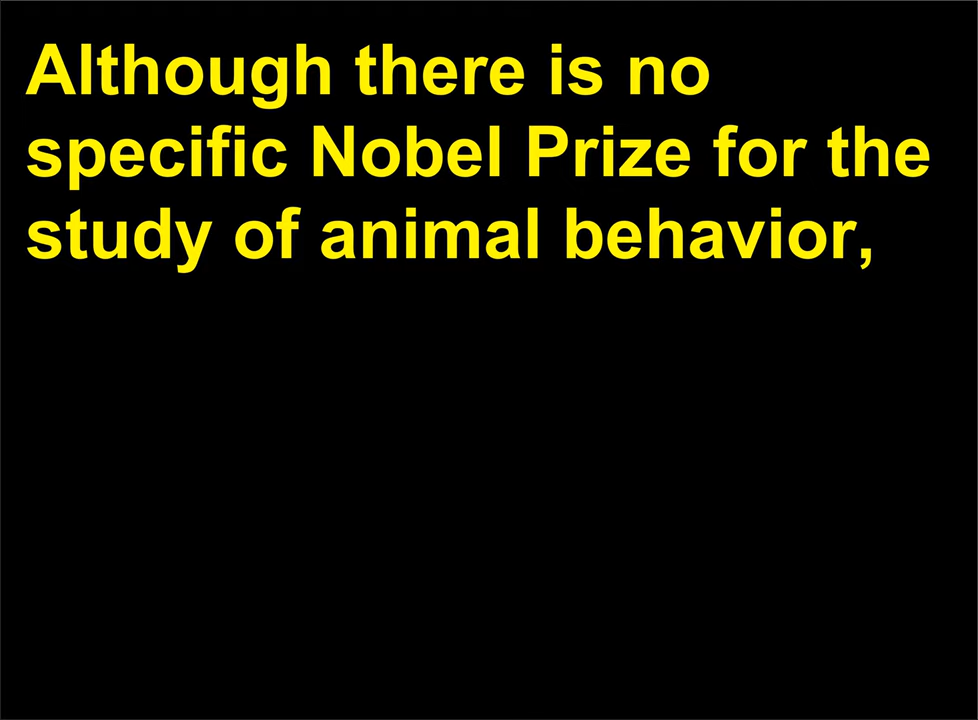 Although there is no
specific Nobel Prize for the
study of animal behavior,